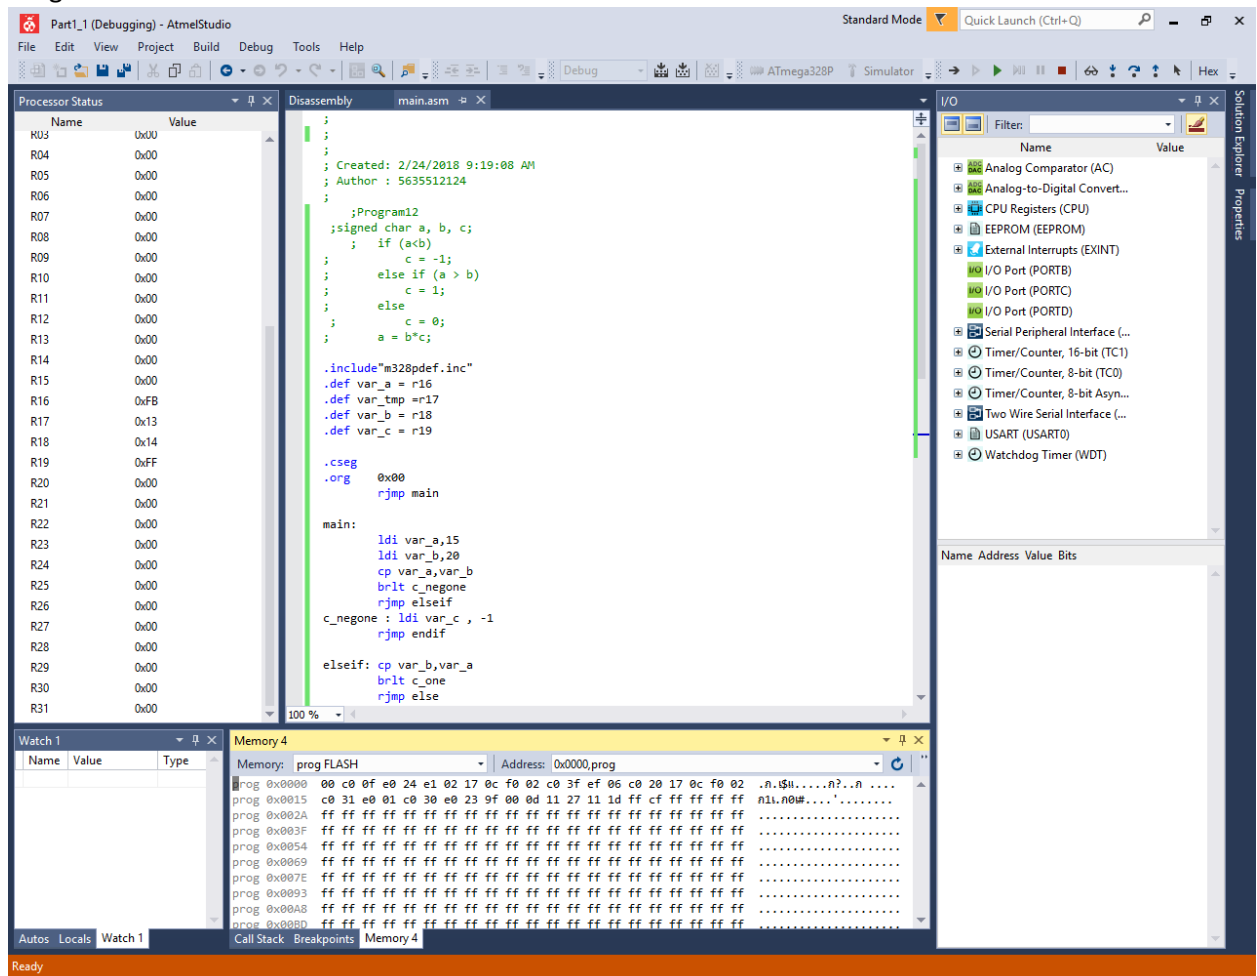 Part1_1 (Debugging) - AtmelStudio
Standard Mode
Quick Launch (Ctrl+Q)
File Edit View Project Build Debug Tools Help
Debug
ATmega328P
Simulator
Hex
Processor Status
Name Value
R03 0x00
R04 0x00
R05 0x00
R06 0x00
R07 0x00
R08 0x00
R09 0x00
R10 0x00
R11 0x00
R12 0x00
R13 0x00
R14 0x00
R15 0x00
R16 0xFB
R17 0x13
R18 0x14
R19 0xFF
R20 0x00
R21 0x00
R22 0x00
R23 0x00
R24 0x00
R25 0x00
R26 0x00
R27 0x00
R28 0x00
R29 0x00
R30 0x00
R31 0x00
Disassembly main.asm
;
;
;
; Created: 2/24/2018 9:19:08 AM
; Author : 5635512124
;
;Program12
;signed char a, b, c;
; if (a<b)
; c = -1;
; else if (a > b)
; c = 1;
; else
; c = 0;
; a = b*c;
.include"m328pdef.inc"
.def var_a = r16
.def var_tmp =r17
.def var_b = r18
.def var_c = r19
.cseg
.org 0x00
rjmp main
main:
ldi var_a,15
ldi var_b,20
cp var_a,var_b
brlt c_negone
rjmp elseif
c_negone : ldi var_c , -1
rjmp endif
elseif: cp var_b,var_a
brlt c_one
rjmp else
100 %
I/O
Filter:
Name Value
Analog Comparator (AC)
Analog-to-Digital Convert...
CPU Registers (CPU)
EEPROM (EEPROM)
External Interrupts (EXINT)
I/O Port (PORTB)
I/O Port (PORTC)
I/O Port (PORTD)
Serial Peripheral Interface (...
Timer/Counter, 16-bit (TC1)
Timer/Counter, 8-bit (TC0)
Timer/Counter, 8-bit Asyn...
Two Wire Serial Interface (...
USART (USART0)
Watchdog Timer (WDT)
Name Address Value Bits
Solution Explorer
Properties
Watch 1
Name Value Type
Autos Locals Watch 1
Memory 4
Memory: prog FLASH Address: 0x0000,prog
prog 0x0000 00 c0 0f e0 24 e1 02 17 0c f0 02 c0 3f ef 06 c0 20 17 0c f0 02
prog 0x0015 c0 31 e0 01 c0 30 e0 23 9f 00 0d 11 27 11 1d ff cf ff ff ff ff
prog 0x002A ff ff ff ff ff ff ff ff ff ff ff ff ff ff ff ff ff ff ff ff ff .....................
prog 0x003F ff ff ff ff ff ff ff ff ff ff ff ff ff ff ff ff ff ff ff ff ff .....................
prog 0x0054 ff ff ff ff ff ff ff ff ff ff ff ff ff ff ff ff ff ff ff ff ff .....................
prog 0x0069 ff ff ff ff ff ff ff ff ff ff ff ff ff ff ff ff ff ff ff ff ff .....................
prog 0x007E ff ff ff ff ff ff ff ff ff ff ff ff ff ff ff ff ff ff ff ff ff .....................
prog 0x0093 ff ff ff ff ff ff ff ff ff ff ff ff ff ff ff ff ff ff ff ff ff .....................
prog 0x00A8 ff ff ff ff ff ff ff ff ff ff ff ff ff ff ff ff ff ff ff ff ff .....................
prog 0x00BD ff ff ff ff ff ff ff ff ff ff ff ff ff ff ff ff ff ff ff ff ff .....................
Call Stack Breakpoints Memory 4
Ready